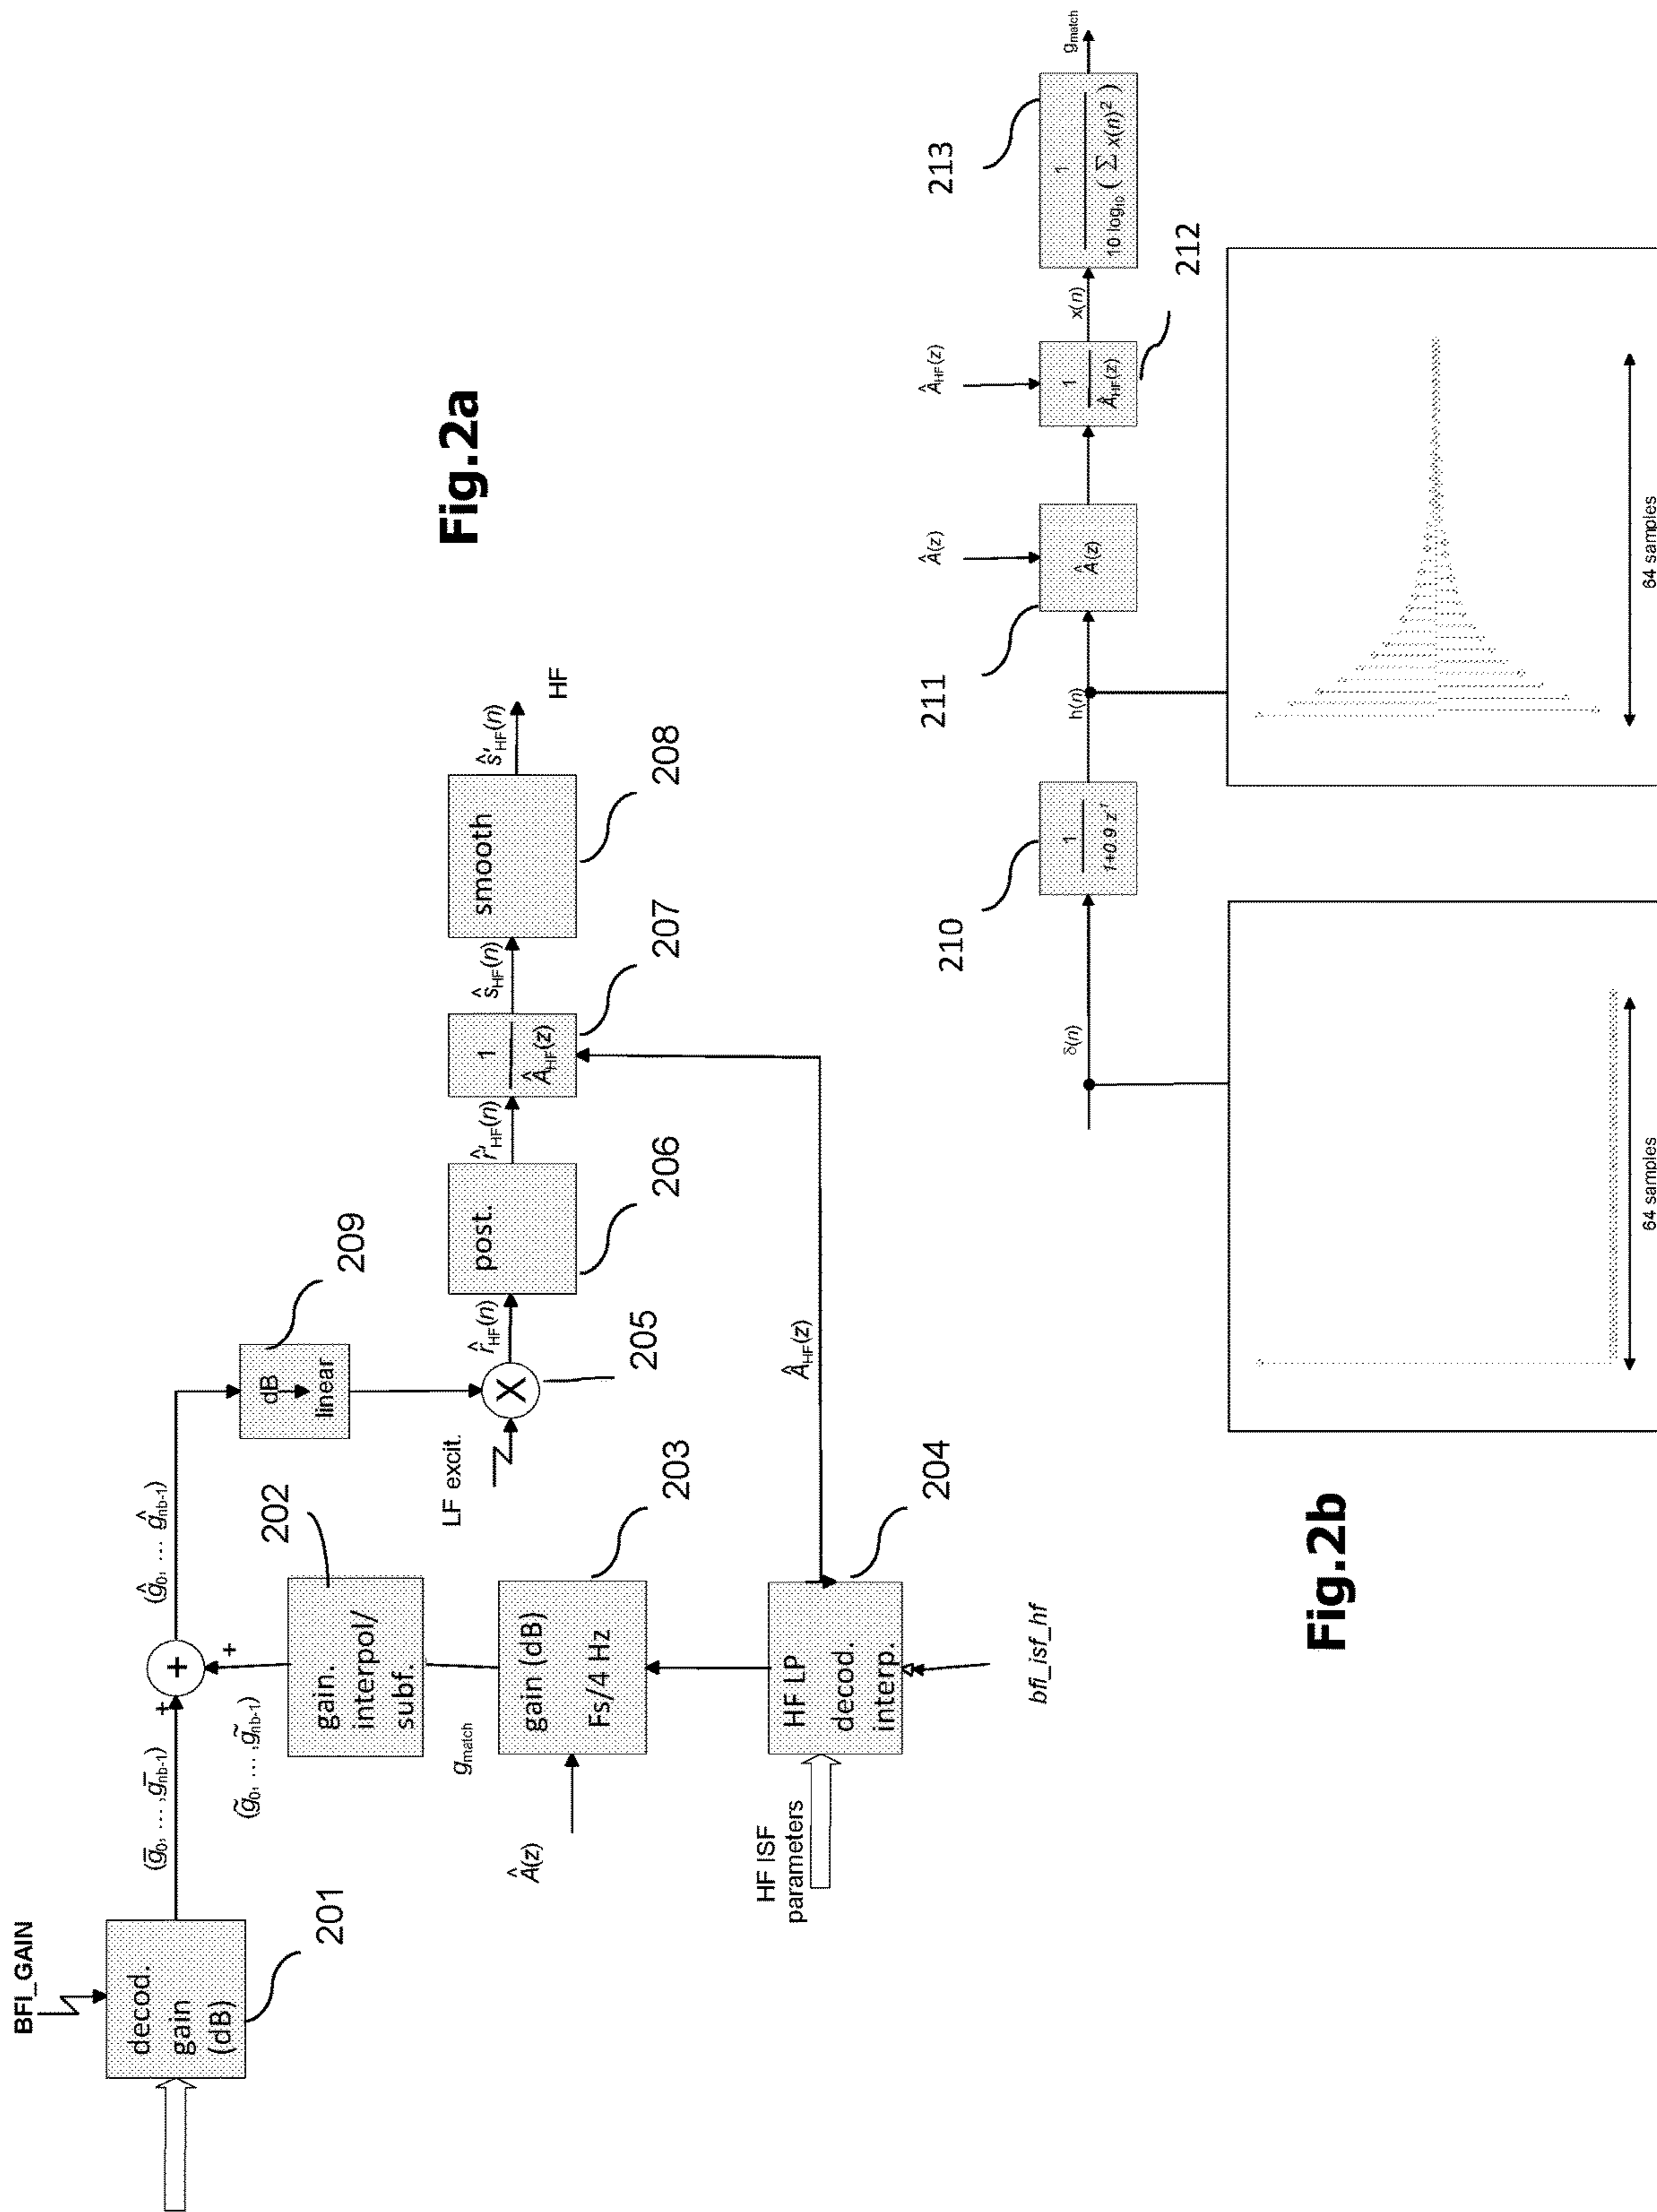 Fig.2a
BFI_GAIN
decod.
gain
(dB)
201
(g̅0, … ,g̅nb-1)
+
+
+
(ĝ0, … ĝnb-1)
(g̃0, … ,g̃nb-1)
gain.
interpol/
subf.
202
gmatch
gain (dB)
Fs/4 Hz
203
Â(z)
HF LP
decod.
interp.
204
HF ISF
parameters
bfi_isf_hf
ÂHF(z)
dB
linear
209
LF excit.
X
205
r̂HF(n)
post.
206
r̂'HF(n)
1
ÂHF(z)
207
ŝHF(n)
smooth
208
ŝ'HF(n)
HF
Fig.2b
δ(n)
64 samples
210
1
1+0.9 z-1
h(n)
64 samples
211
Â(z)
Â(z)
ÂHF(z)
1
ÂHF(z)
212
x(n)
213
1
10 log10 ( ∑ x(n)2 )
gmatch